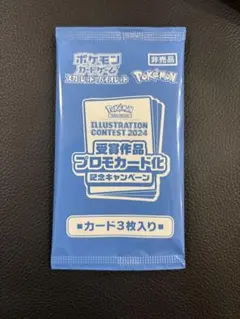 ポケモン
カードゲーム
スカーレット&バイオレット
非売品
Pokémon
Pokémon
ILLUSTRATION
CONTEST 2024
受賞作品
プロモカード化
記念キャンペーン
■カード3枚入り■